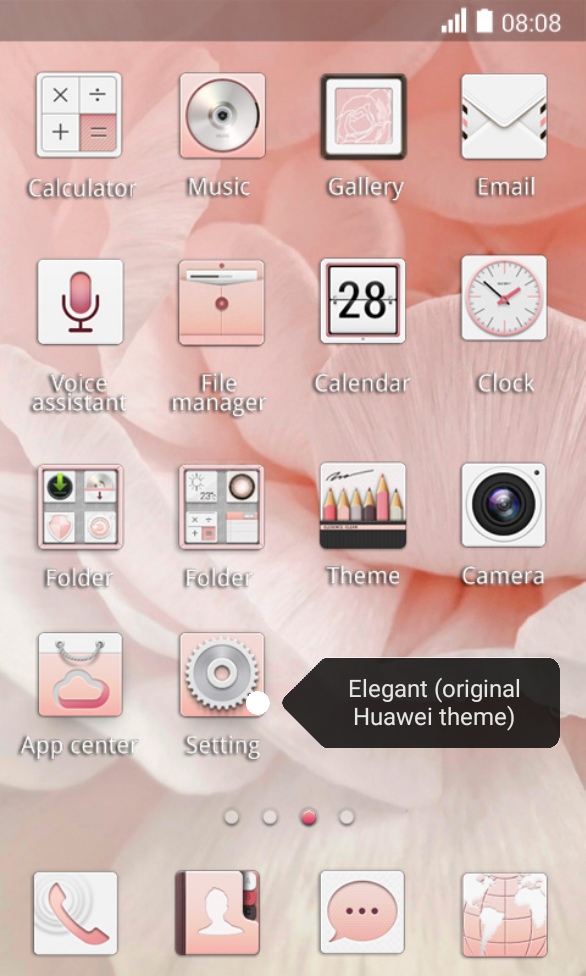 08:08
Calculator
Music
Gallery
Email
Voice
assistant
File
manager
28
Calendar
Clock
Folder
23°c
Folder
Theme
Camera
App center
Setting
Elegant (original
Huawei theme)